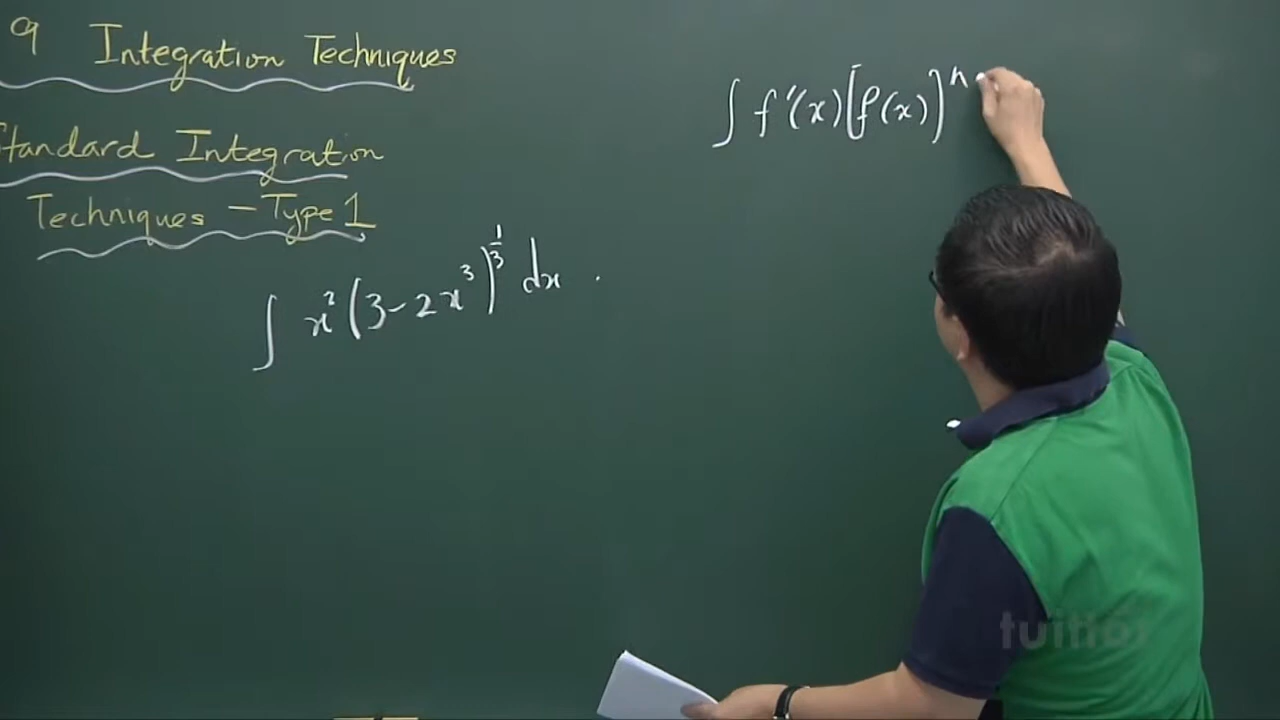 9 Integration Techniques
Standard Integration
Techniques - Type 1
∫ x² (3-2x³)^(1/3) dx .
∫ f'(x) [f(x)]^n